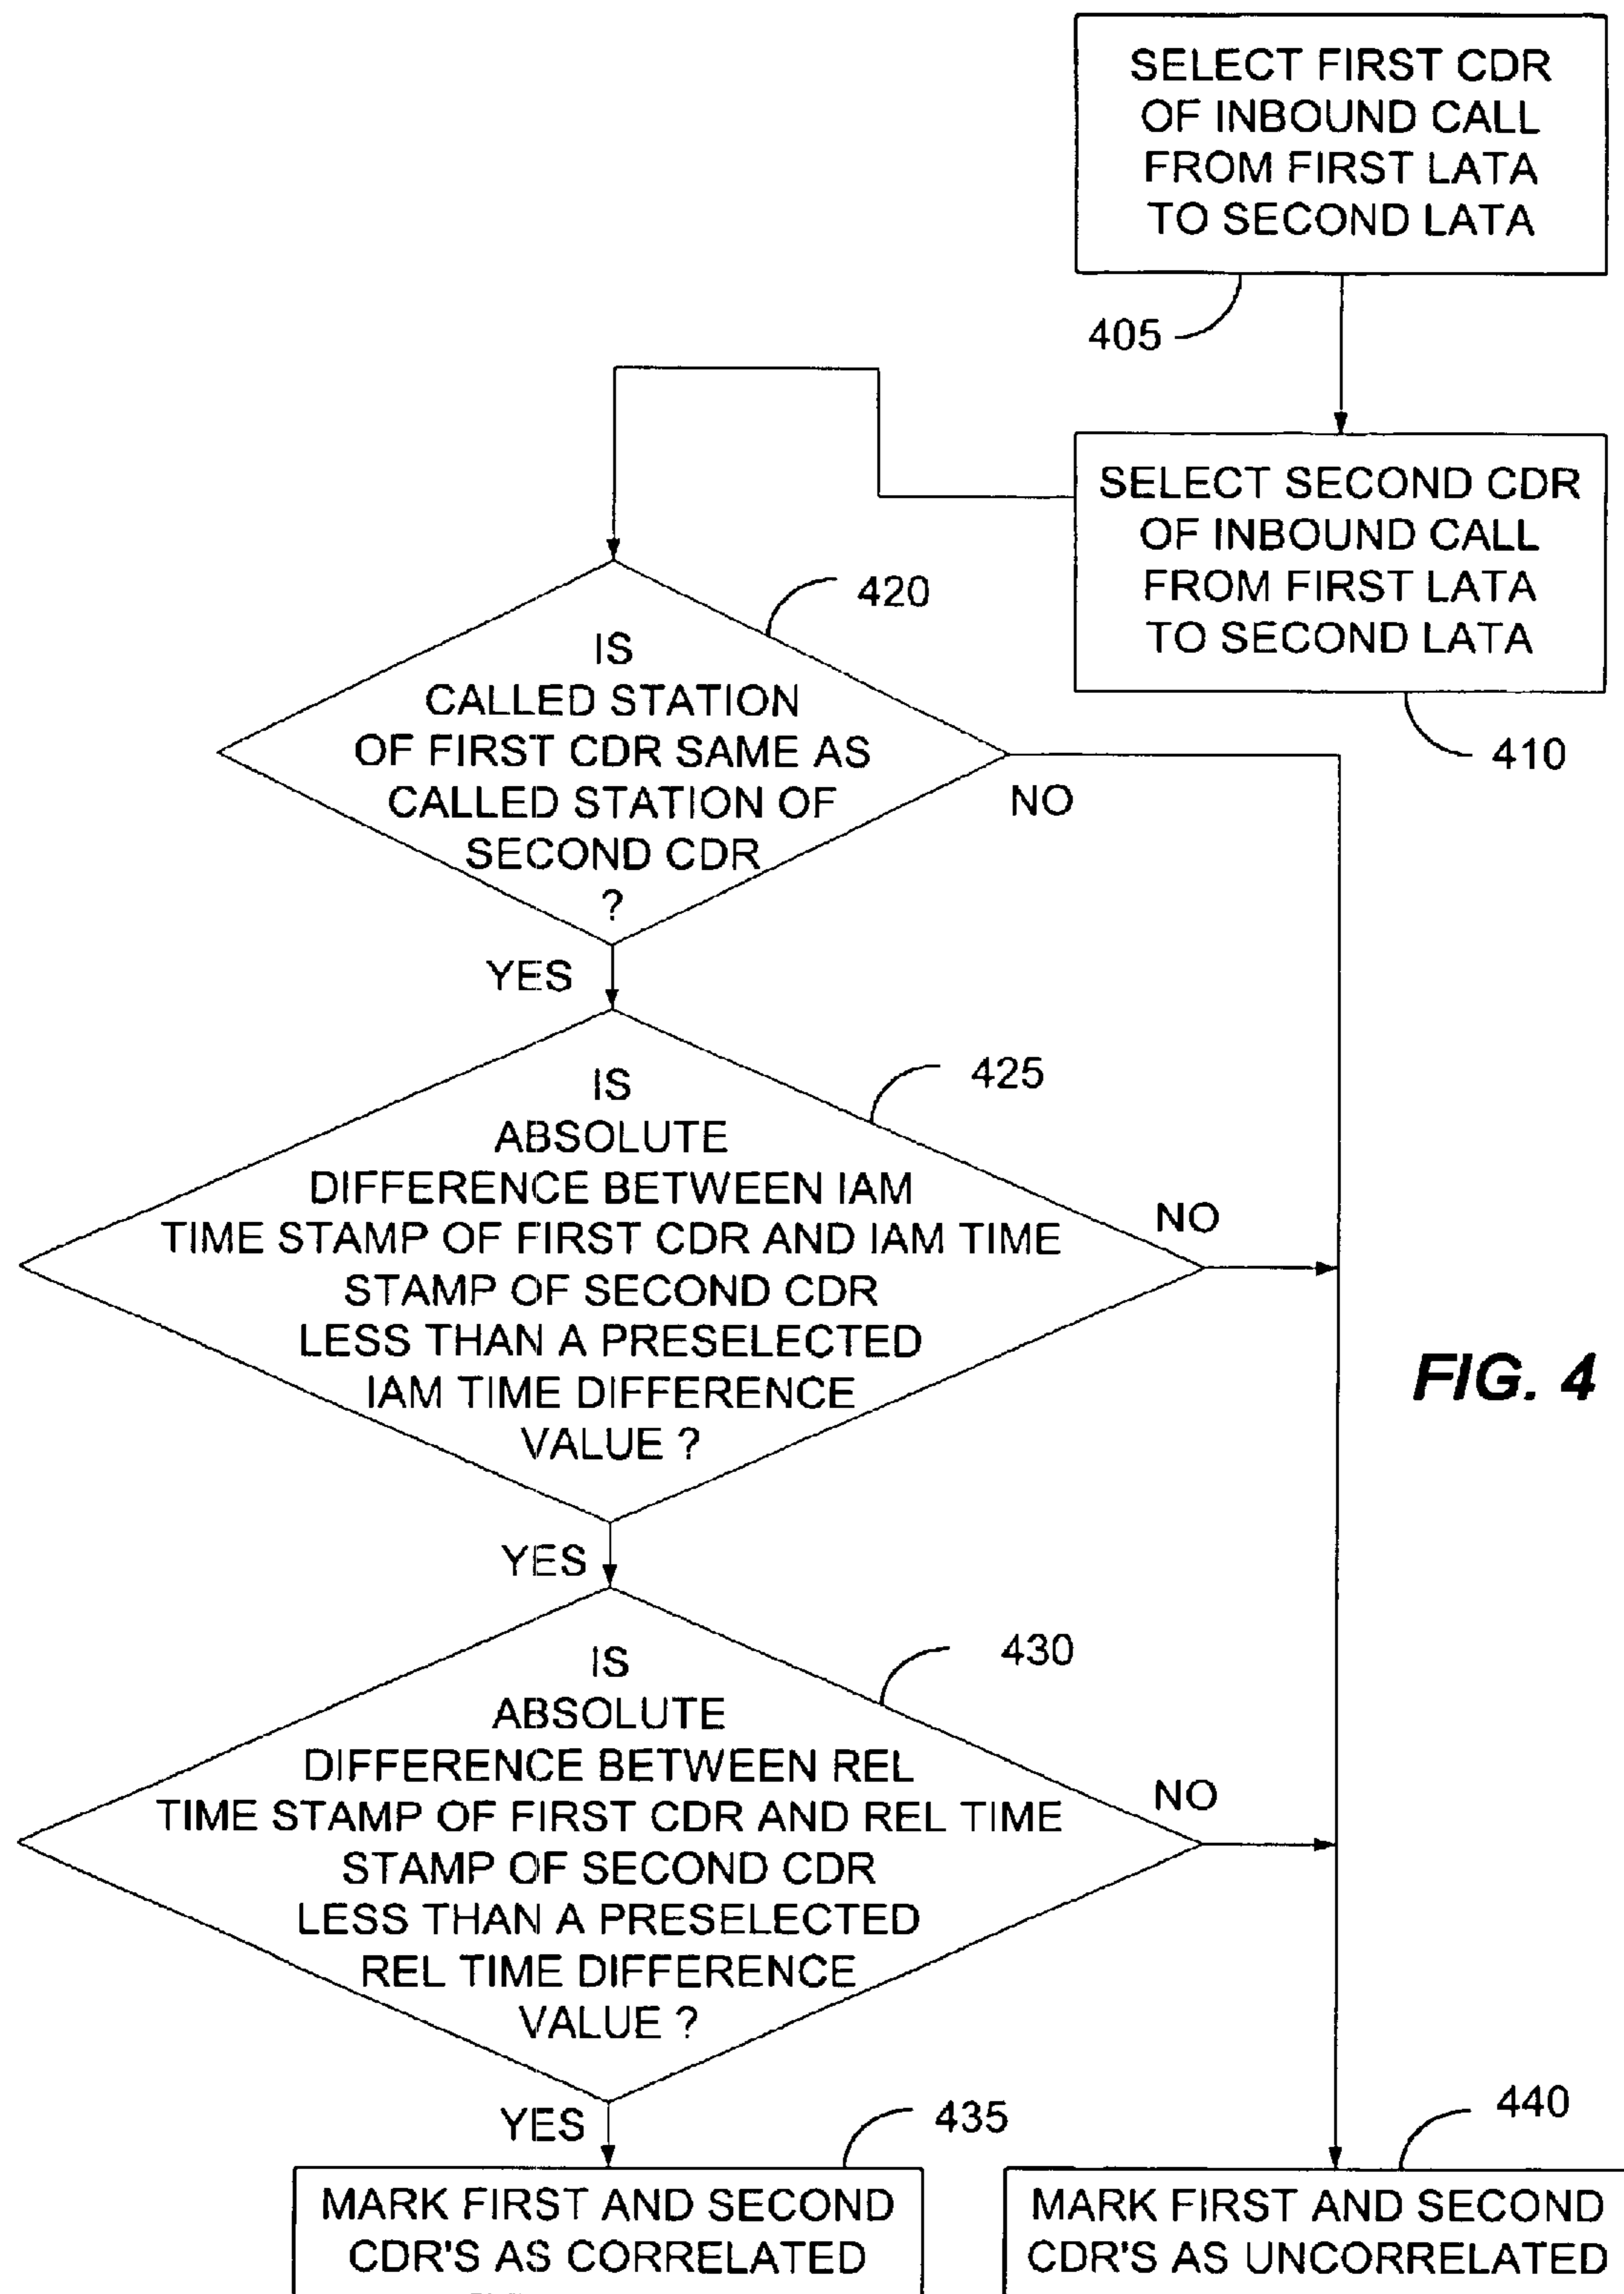 SELECT FIRST CDR
OF INBOUND CALL
FROM FIRST LATA
TO SECOND LATA
405
SELECT SECOND CDR
OF INBOUND CALL
FROM FIRST LATA
TO SECOND LATA
410
420
IS
CALLED STATION
OF FIRST CDR SAME AS
CALLED STATION OF
SECOND CDR
?
NO
YES
425
IS
ABSOLUTE
DIFFERENCE BETWEEN IAM
TIME STAMP OF FIRST CDR AND IAM TIME
STAMP OF SECOND CDR
LESS THAN A PRESELECTED
IAM TIME DIFFERENCE
VALUE ?
NO
FIG. 4
YES
430
IS
ABSOLUTE
DIFFERENCE BETWEEN REL
TIME STAMP OF FIRST CDR AND REL TIME
STAMP OF SECOND CDR
LESS THAN A PRESELECTED
REL TIME DIFFERENCE
VALUE ?
NO
YES
435
MARK FIRST AND SECOND
CDR'S AS CORRELATED
440
MARK FIRST AND SECOND
CDR'S AS UNCORRELATED